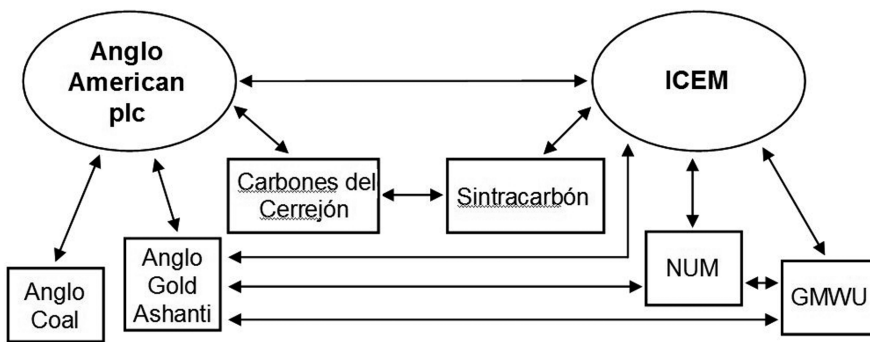 Anglo
American
plc
ICEM
Carbones del
Cerrejón
Sintracarbón
Anglo
Coal
Anglo
Gold
Ashanti
NUM
GMWU